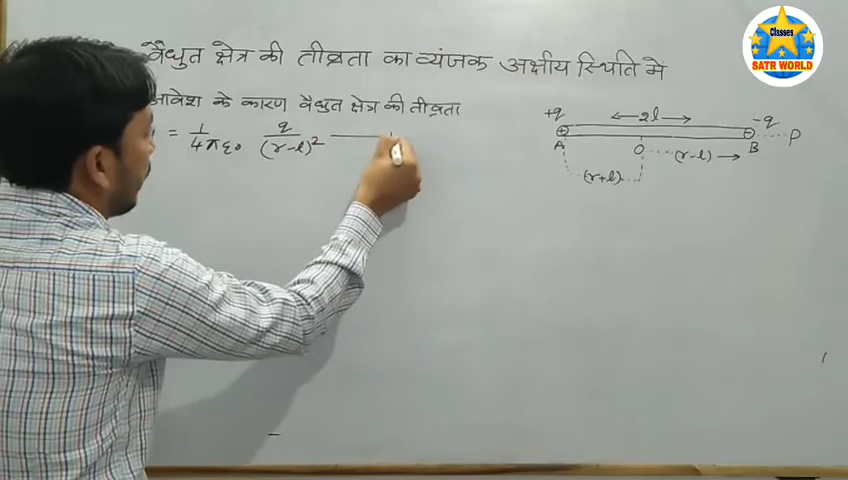 वैधुत क्षेत्र की तीव्रता का व्यंजक अक्षीय स्थिति मे
आवेश के कारण वैधुत क्षेत्र की तीव्रता
= 1/4πε₀ q/(r-l)²
+q ← 2l → -q
A O (r-l) → B P
(r+l)
Classes
SATR WORLD